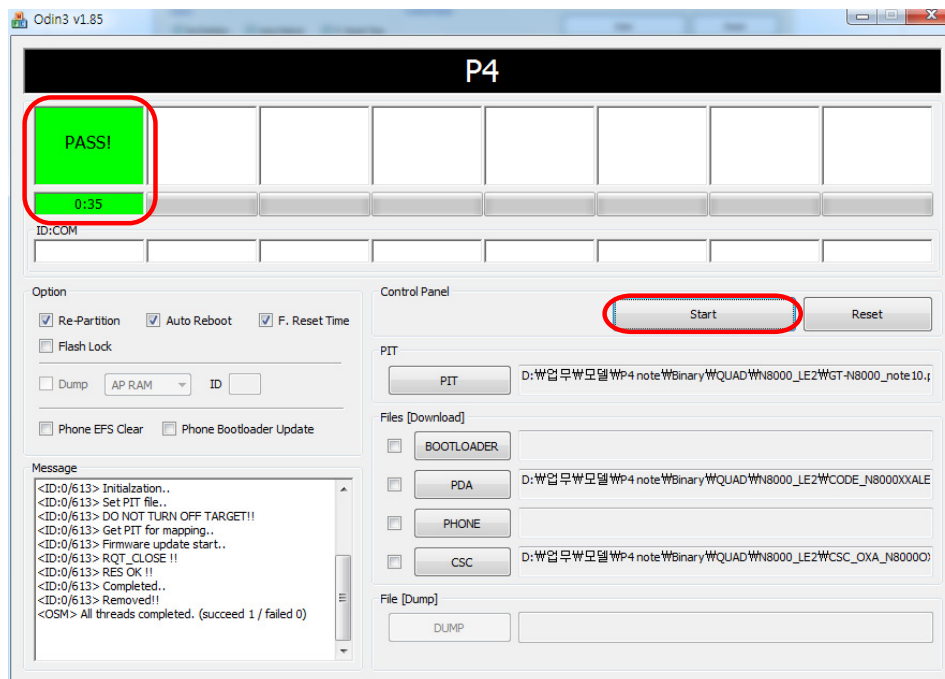 Odin3 v1.85
P4
PASS!
0:35
ID:COM
Option
Re-Partition Auto Reboot F. Reset Time
Flash Lock
Dump AP RAM ID
Phone EFS Clear Phone Bootloader Update
Message
<ID:0/613> Initialzation..
<ID:0/613> Set PIT file..
<ID:0/613> DO NOT TURN OFF TARGET!!
<ID:0/613> Get PIT for mapping..
<ID:0/613> Firmware update start..
<ID:0/613> RQT_CLOSE !!
<ID:0/613> RES OK !!
<ID:0/613> Completed..
<ID:0/613> Removed!!
<OSM> All threads completed. (succeed 1 / failed 0)
Control Panel
Start Reset
PIT
PIT D:₩업무₩모델₩P4 note₩Binary₩QUAD₩N8000_LE2₩GT-N8000_note10.p
Files [Download]
BOOTLOADER
PDA D:₩업무₩모델₩P4 note₩Binary₩QUAD₩N8000_LE2₩CODE_N8000XXALE
PHONE
CSC D:₩업무₩모델₩P4 note₩Binary₩QUAD₩N8000_LE2₩CSC_OXA_N8000O
File [Dump]
DUMP